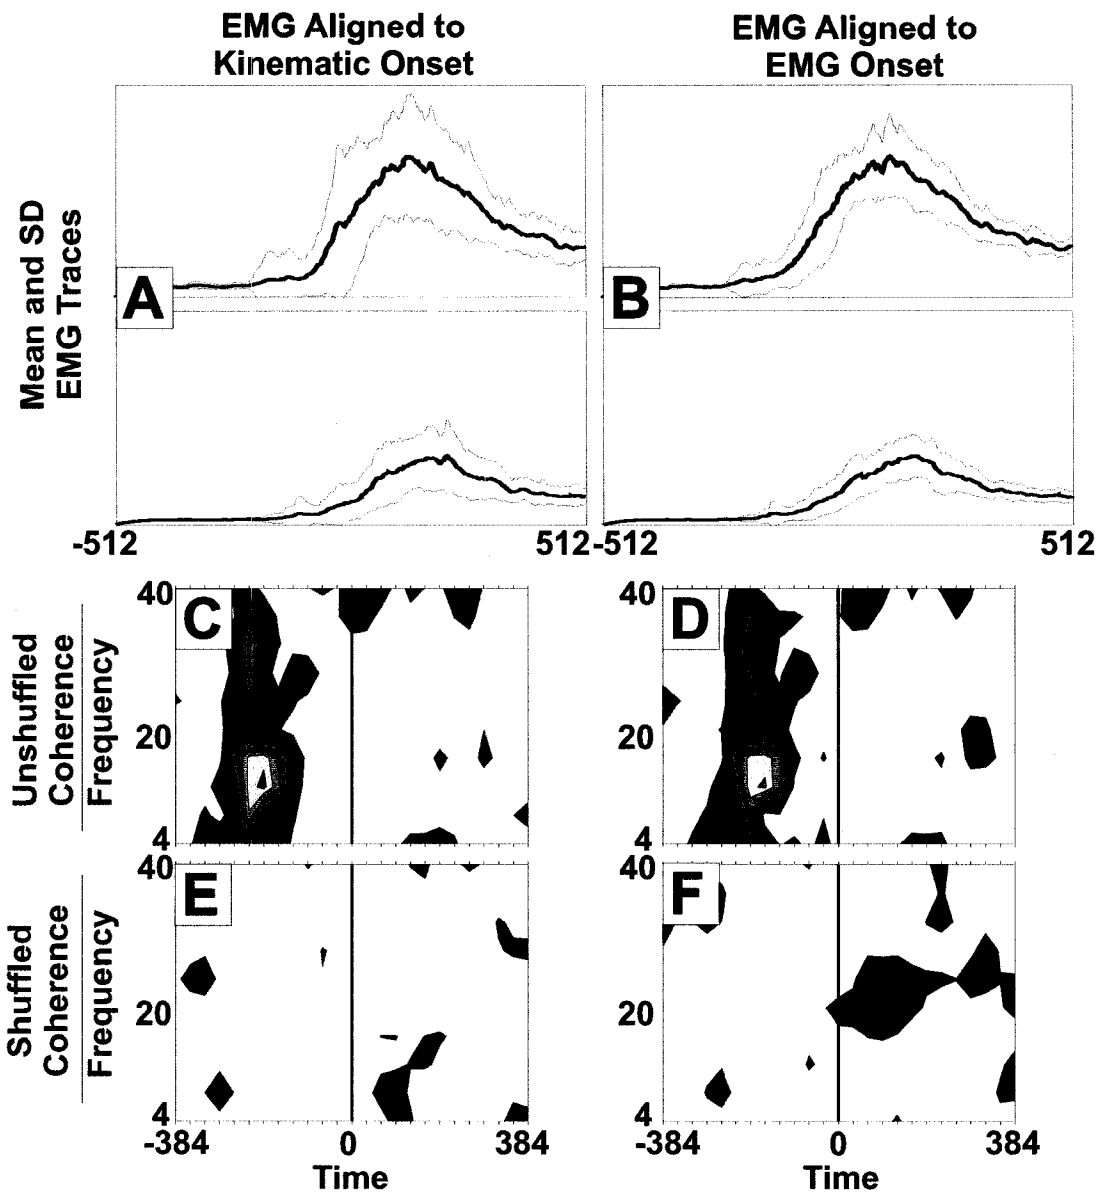 EMG Aligned to
Kinematic Onset
EMG Aligned to
EMG Onset
Mean and SD
EMG Traces
A
B
-512
512
-512
512
Unshuffled
Coherence
Frequency
40
20
4
C
40
20
4
D
Shuffled
Coherence
Frequency
40
20
4
E
40
20
4
F
-384
0
384
Time
-384
0
384
Time